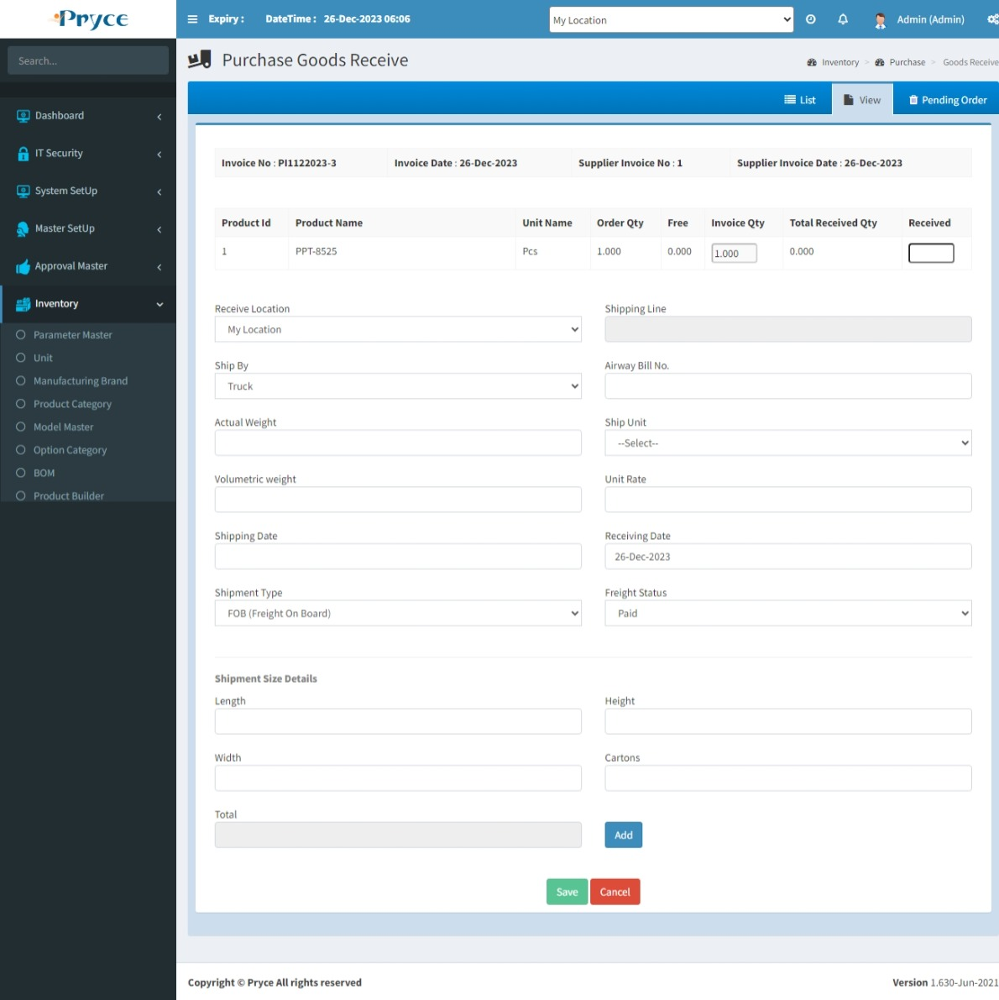 Pryce
Expiry : DateTime : 26-Dec-2023 06:06 My Location Admin (Admin)
Search...
Dashboard
IT Security
System SetUp
Master SetUp
Approval Master
Inventory
Parameter Master
Unit
Manufacturing Brand
Product Category
Model Master
Option Category
BOM
Product Builder
Purchase Goods Receive
Inventory > Purchase > Goods Receive
List View Pending Order
Invoice No : PI1122023-3 Invoice Date : 26-Dec-2023 Supplier Invoice No : 1 Supplier Invoice Date : 26-Dec-2023
Product Id Product Name Unit Name Order Qty Free Invoice Qty Total Received Qty Received
1 PPT-8525 Pcs 1.000 0.000 1.000 0.000
Receive Location Shipping Line
My Location
Ship By Airway Bill No.
Truck
Actual Weight Ship Unit
--Select--
Volumetric weight Unit Rate
Shipping Date Receiving Date
26-Dec-2023
Shipment Type Freight Status
FOB (Freight On Board) Paid
Shipment Size Details
Length Height
Width Cartons
Total
Add
Save Cancel
Copyright © Pryce All rights reserved Version 1.630-Jun-2021